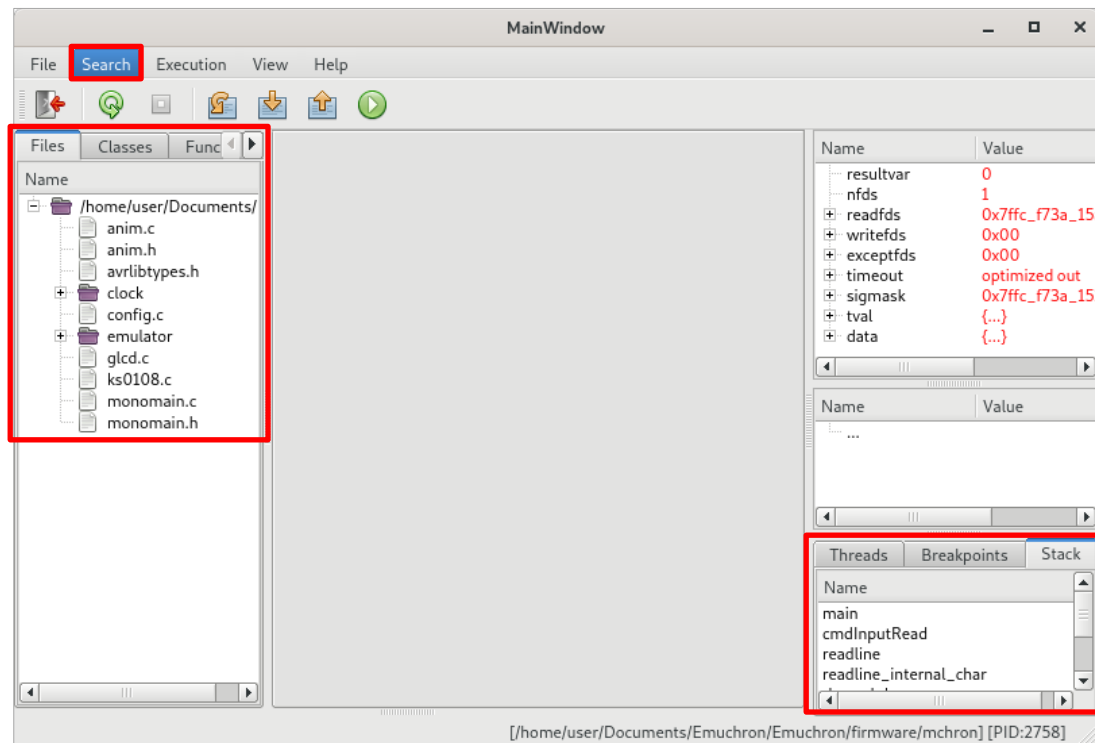 MainWindow
File Search Execution View Help
Files Classes Func
Name
/home/user/Documents/
anim.c
anim.h
avrlibtypes.h
clock
config.c
emulator
glcd.c
ks0108.c
monomain.c
monomain.h
Name Value
resultvar 0
nfds 1
readfds 0x7ffc_f73a_15
writefds 0x00
exceptfds 0x00
timeout optimized out
sigmask 0x7ffc_f73a_15
tval {...}
data {...}
Name Value
...
Threads Breakpoints Stack
Name
main
cmdInputRead
readline
readline_internal_char
[/home/user/Documents/Emuchron/Emuchron/firmware/mchron] [PID:2758]